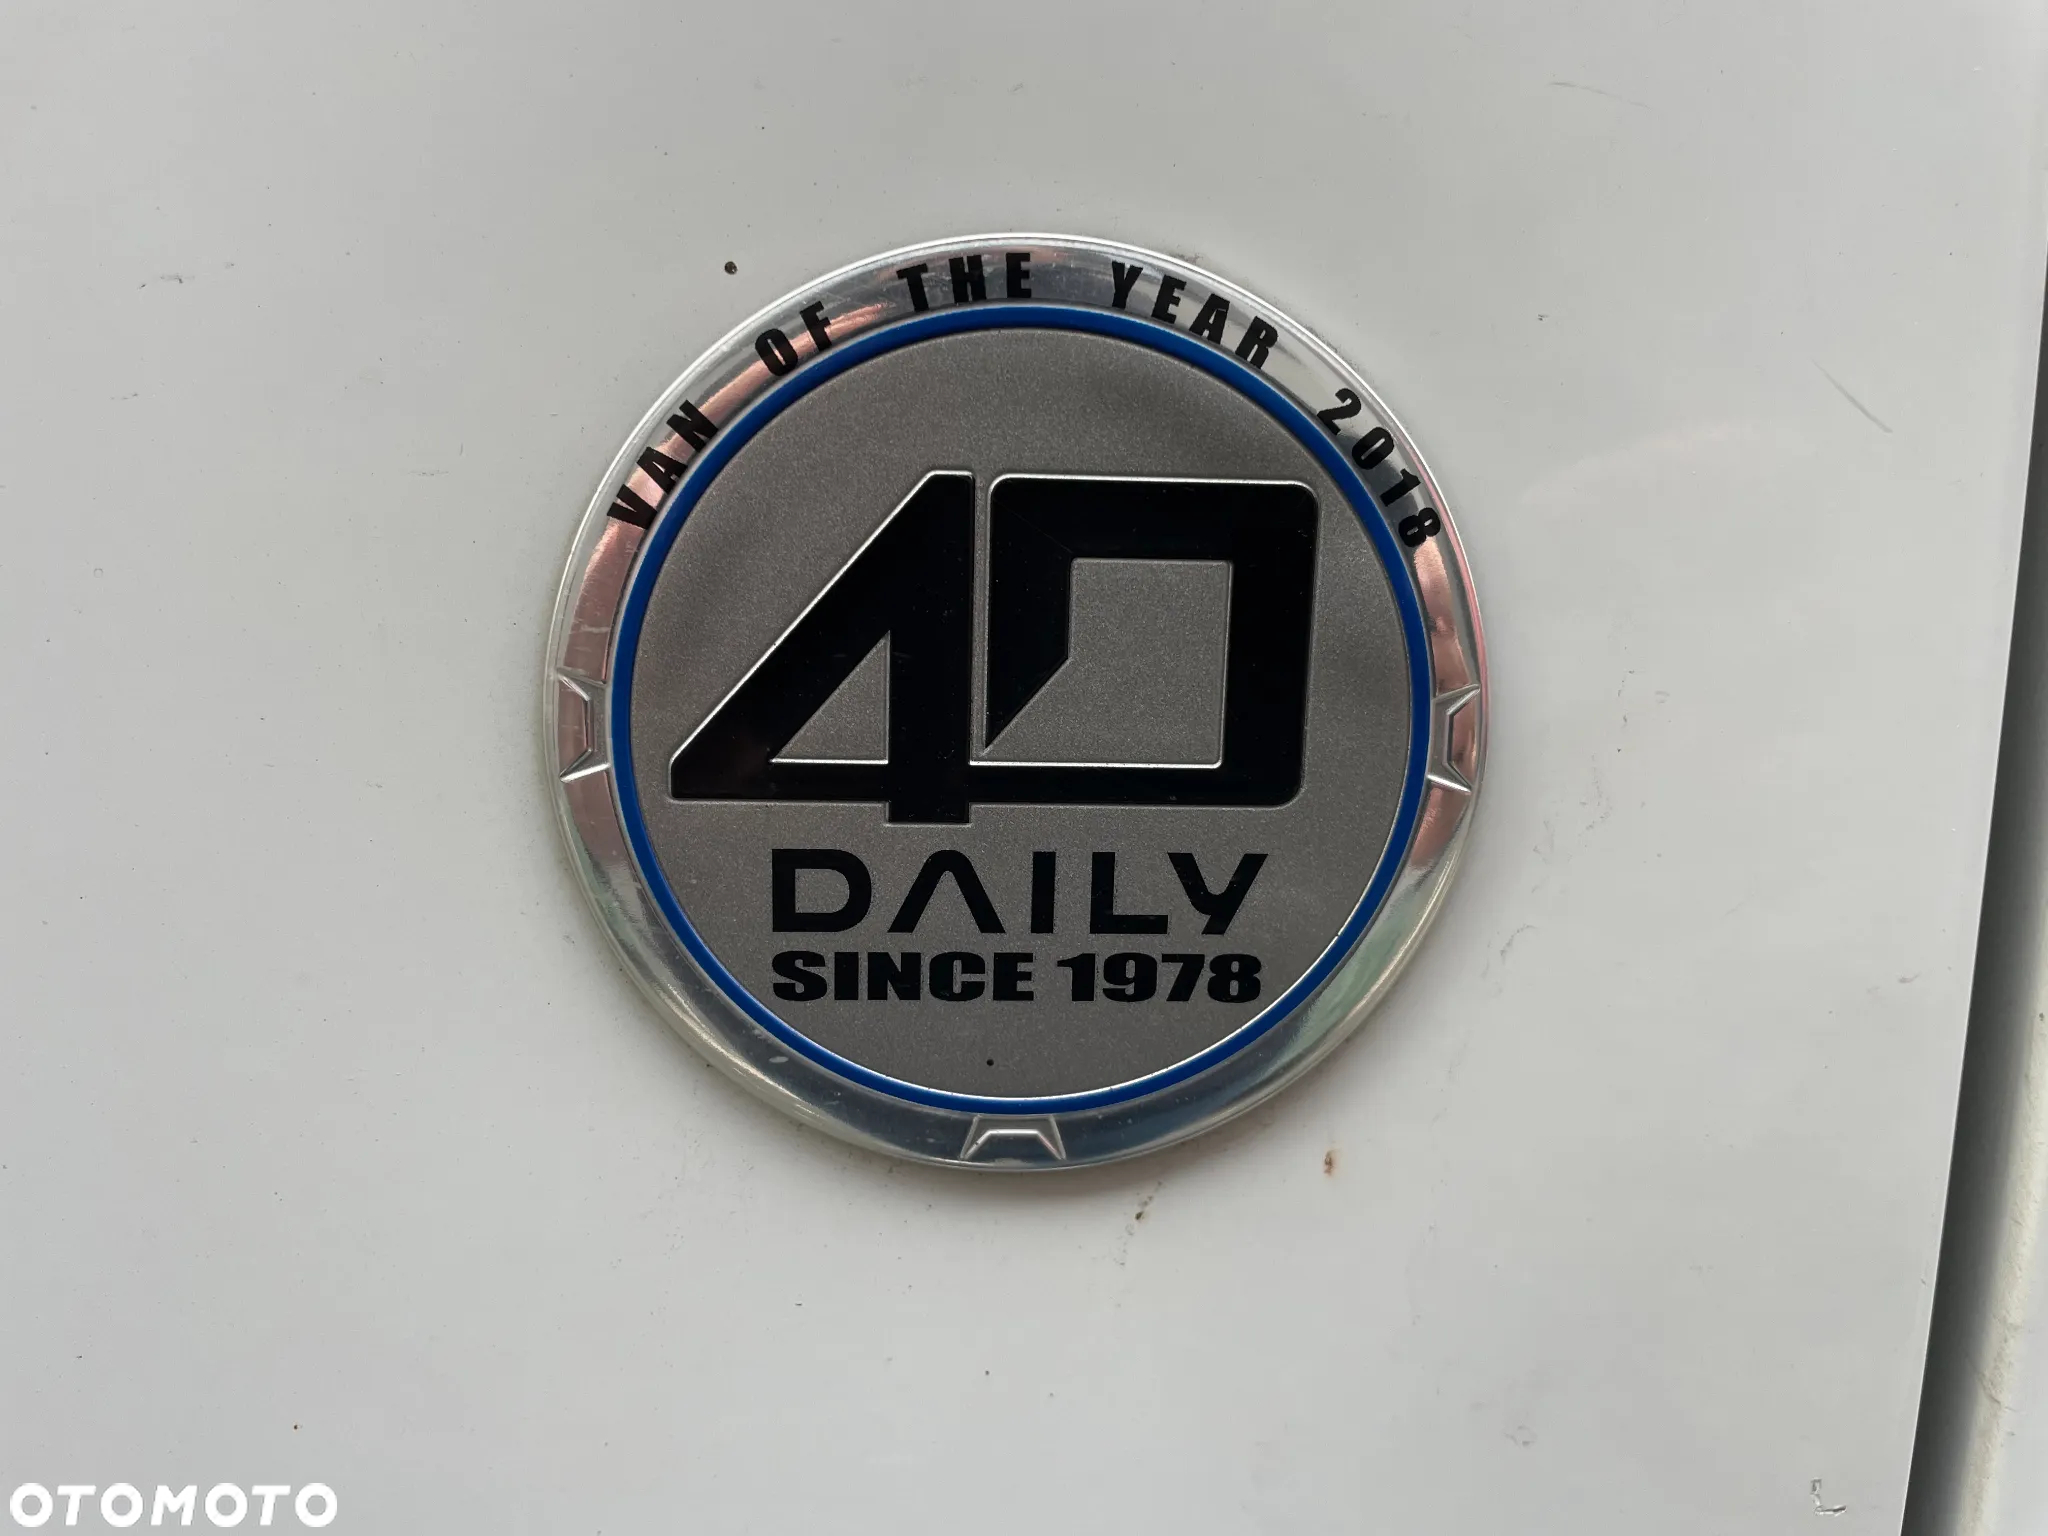 VAN OF THE YEAR 2018
40
DAILY
SINCE 1978
OTOMOTO